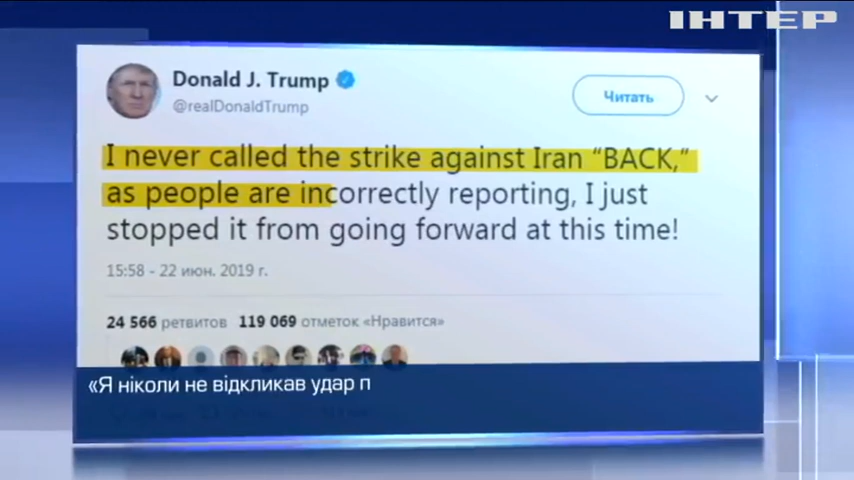 ІНТЕР
Donald J. Trump
@realDonaldTrump
Читать
I never called the strike against Iran “BACK,”
as people are incorrectly reporting, I just
stopped it from going forward at this time!
15:58 - 22 июн. 2019 г.
24 566 ретвитов 119 069 отметок «Нравится»
«Я ніколи не відкликав удар п